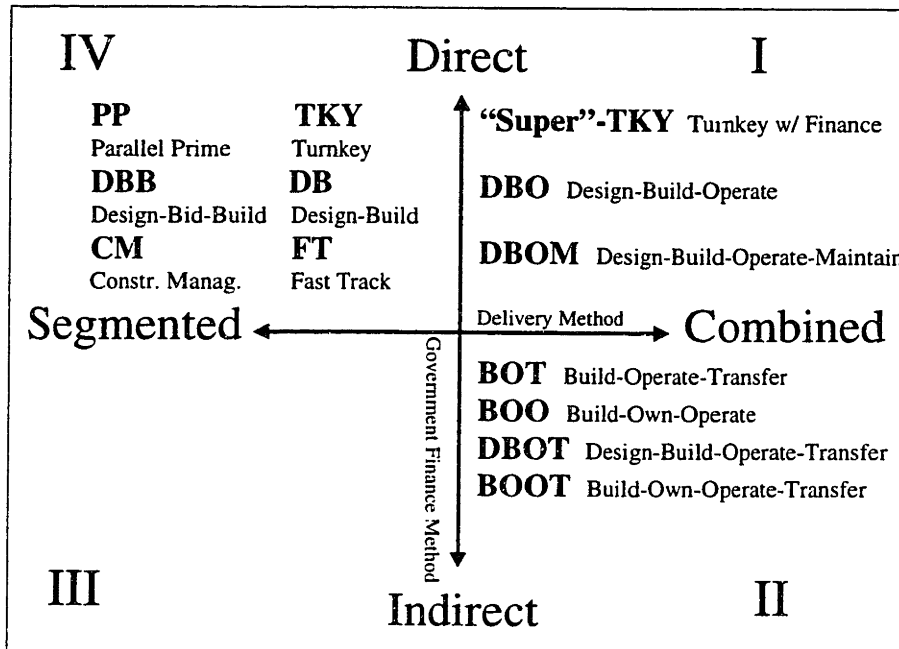 IV Direct I
PP TKY
Parallel Prime Turnkey
DBB DB
Design-Bid-Build Design-Build
CM FT
Constr. Manag. Fast Track
"Super"-TKY Turnkey w/ Finance
DBO Design-Build-Operate
DBOM Design-Build-Operate-Maintain
Segmented Delivery Method Combined
Government Finance Method
BOT Build-Operate-Transfer
BOO Build-Own-Operate
DBOT Design-Build-Operate-Transfer
BOOT Build-Own-Operate-Transfer
III Indirect II